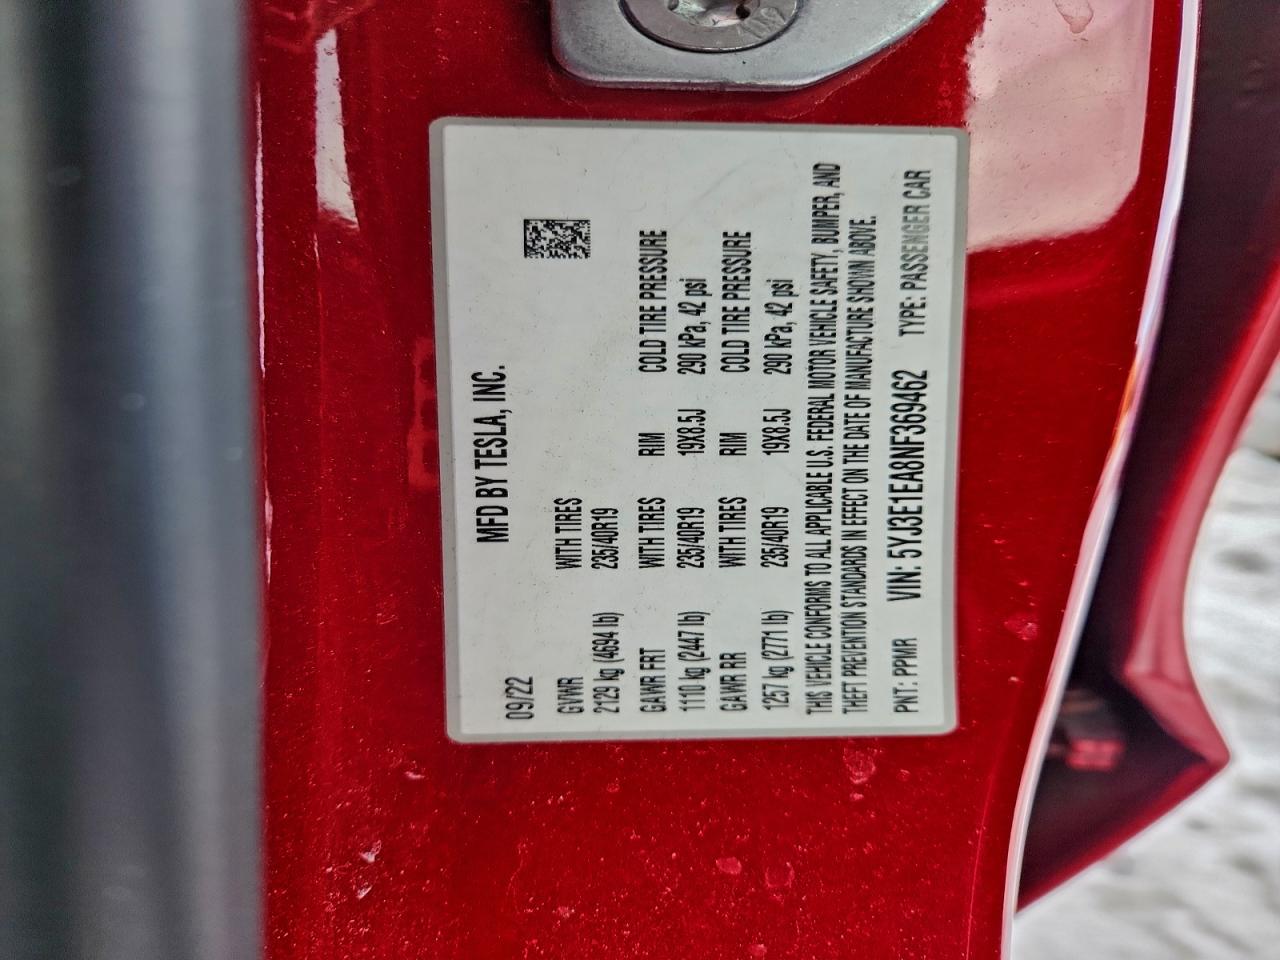 MFD BY TESLA, INC.
09/22
GVWR WITH TIRES
2129 kg (4694 lb) 235/40R19
GAWR FRT WITH TIRES RIM COLD TIRE PRESSURE
1110 kg (2447 lb) 235/40R19 19X8.5J 290 kPa, 42 psi
GAWR RR WITH TIRES RIM COLD TIRE PRESSURE
1257 kg (2771 lb) 235/40R19 19X8.5J 290 kPa, 42 psi
THIS VEHICLE CONFORMS TO ALL APPLICABLE U.S. FEDERAL MOTOR VEHICLE SAFETY, BUMPER, AND
THEFT PREVENTION STANDARDS IN EFFECT ON THE DATE OF MANUFACTURE SHOWN ABOVE.
PNT: PPMR VIN: 5YJ3E1EA8NF369462 TYPE: PASSENGER CAR